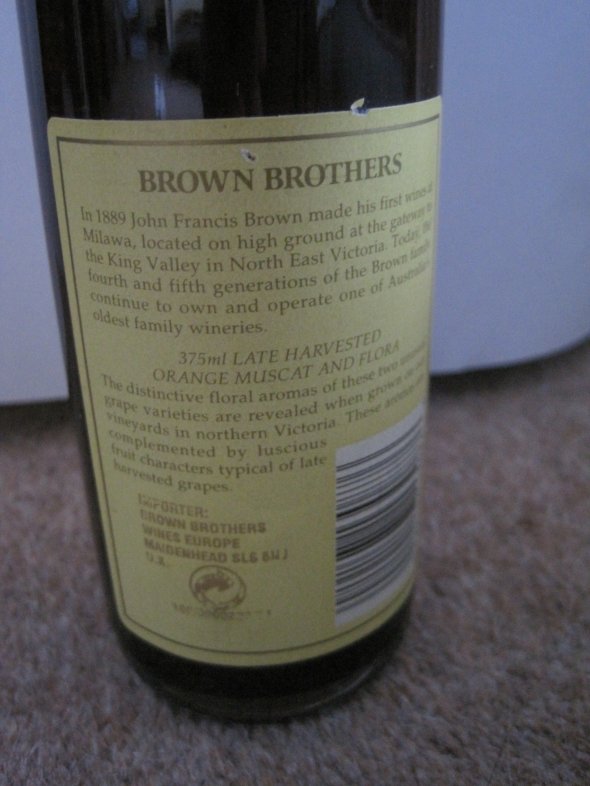 BROWN BROTHERS
In 1889 John Francis Brown made his first wines at
Milawa, located on high ground at the gateway to
the King Valley in North East Victoria. Today, the
fourth and fifth generations of the Brown family
continue to own and operate one of Australia's
oldest family wineries.
375ml LATE HARVESTED
ORANGE MUSCAT AND FLORA
The distinctive floral aromas of these two
grape varieties are revealed when grown
vineyards in northern Victoria. These aromas
complemented by luscious
fruit characters typical of late
harvested grapes.
IMPORTER:
BROWN BROTHERS
WINES EUROPE
MAIDENHEAD SL6
U.K.